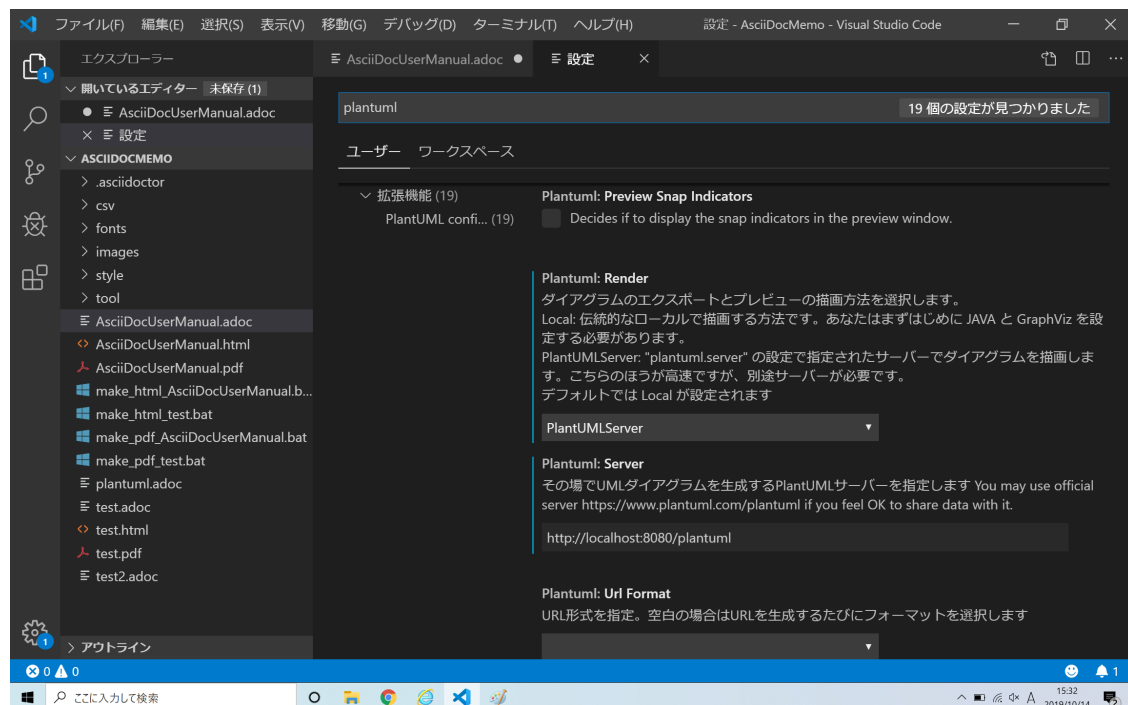 ファイル(F) 編集(E) 選択(S) 表示(V) 移動(G) デバッグ(D) ターミナル(T) ヘルプ(H) 設定 - AsciiDocMemo - Visual Studio Code
エクスプローラー
開いているエディター 未保存 (1)
AsciiDocUserManual.adoc
設定
ASCIIDOCMEMO
.asciidoctor
csv
fonts
images
style
tool
AsciiDocUserManual.adoc
AsciiDocUserManual.html
AsciiDocUserManual.pdf
make_html_AsciiDocUserManual.b...
make_html_test.bat
make_pdf_AsciiDocUserManual.bat
make_pdf_test.bat
plantuml.adoc
test.adoc
test.html
test.pdf
test2.adoc
アウトライン
AsciiDocUserManual.adoc 設定
plantuml 19 個の設定が見つかりました
ユーザー ワークスペース
拡張機能 (19)
PlantUML confi... (19)
Plantuml: Preview Snap Indicators
Decides if to display the snap indicators in the preview window.
Plantuml: Render
ダイアグラムのエクスポートとプレビューの描画方法を選択します。
Local: 伝統的なローカルで描画する方法です。あなたはまずはじめに JAVA と GraphViz を設
定する必要があります。
PlantUMLServer: "plantuml.server" の設定で指定されたサーバーでダイアグラムを描画しま
す。こちらのほうが高速ですが、別途サーバーが必要です。
デフォルトでは Local が設定されます
PlantUMLServer
Plantuml: Server
その場でUMLダイアグラムを生成するPlantUMLサーバーを指定します You may use official
server https://www.plantuml.com/plantuml if you feel OK to share data with it.
http://localhost:8080/plantuml
Plantuml: Url Format
URL形式を指定。空白の場合はURLを生成するたびにフォーマットを選択します
1
1
0 0 1
ここに入力して検索
A 15:32
2019/10/14
2